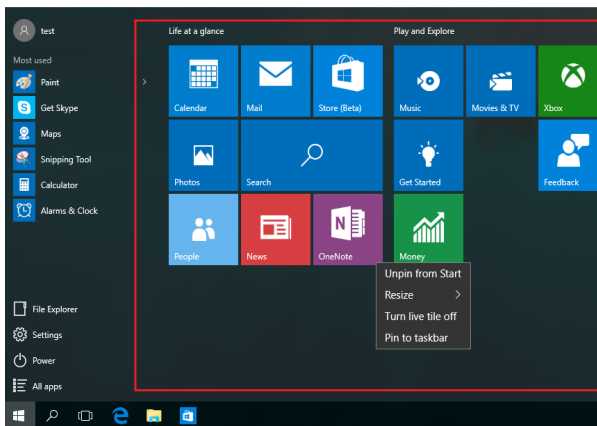 test
Most used
Paint
Get Skype
Maps
Snipping Tool
Calculator
Alarms & Clock
File Explorer
Settings
Power
All apps
Life at a glance
Calendar
Mail
Store (Beta)
Photos
Search
People
News
N
OneNote
Play and Explore
Music
Movies & TV
Xbox
Get Started
Feedback
Money
Unpin from Start
Resize
Turn live tile off
Pin to taskbar